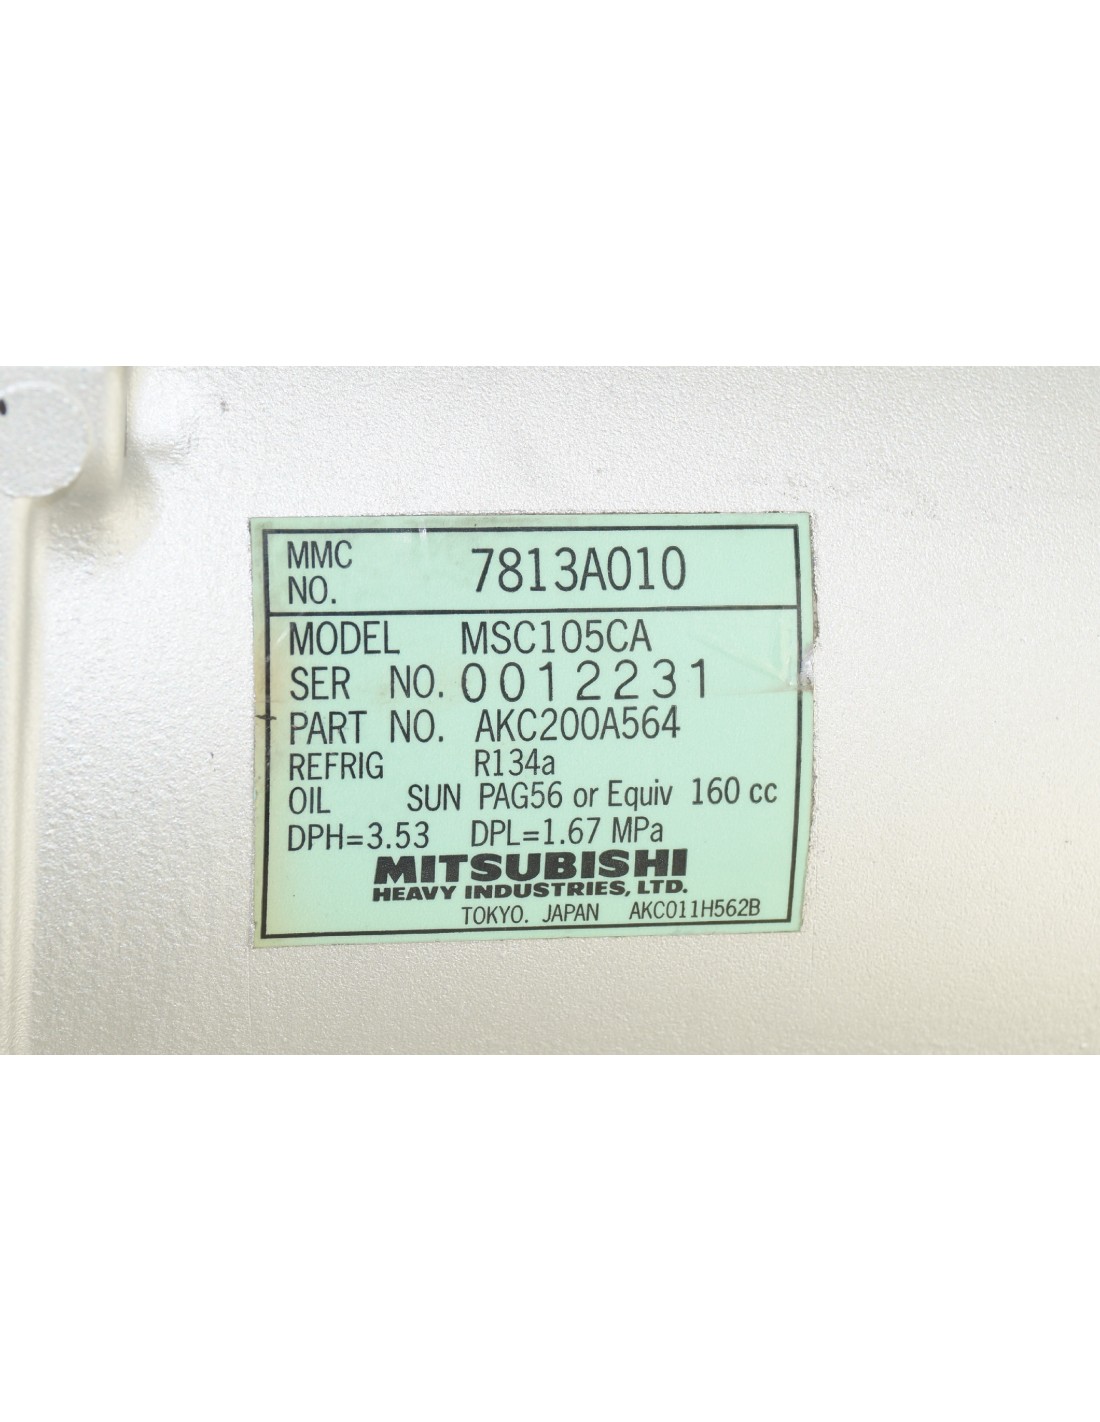 MMC NO. 7813A010
MODEL MSC105CA
SER NO. 0012231
PART NO. AKC200A564
REFRIG R134a
OIL SUN PAG56 or Equiv 160 cc
DPH=3.53 DPL=1.67 MPa
MITSUBISHI
HEAVY INDUSTRIES, LTD.
TOKYO. JAPAN AKC011H562B